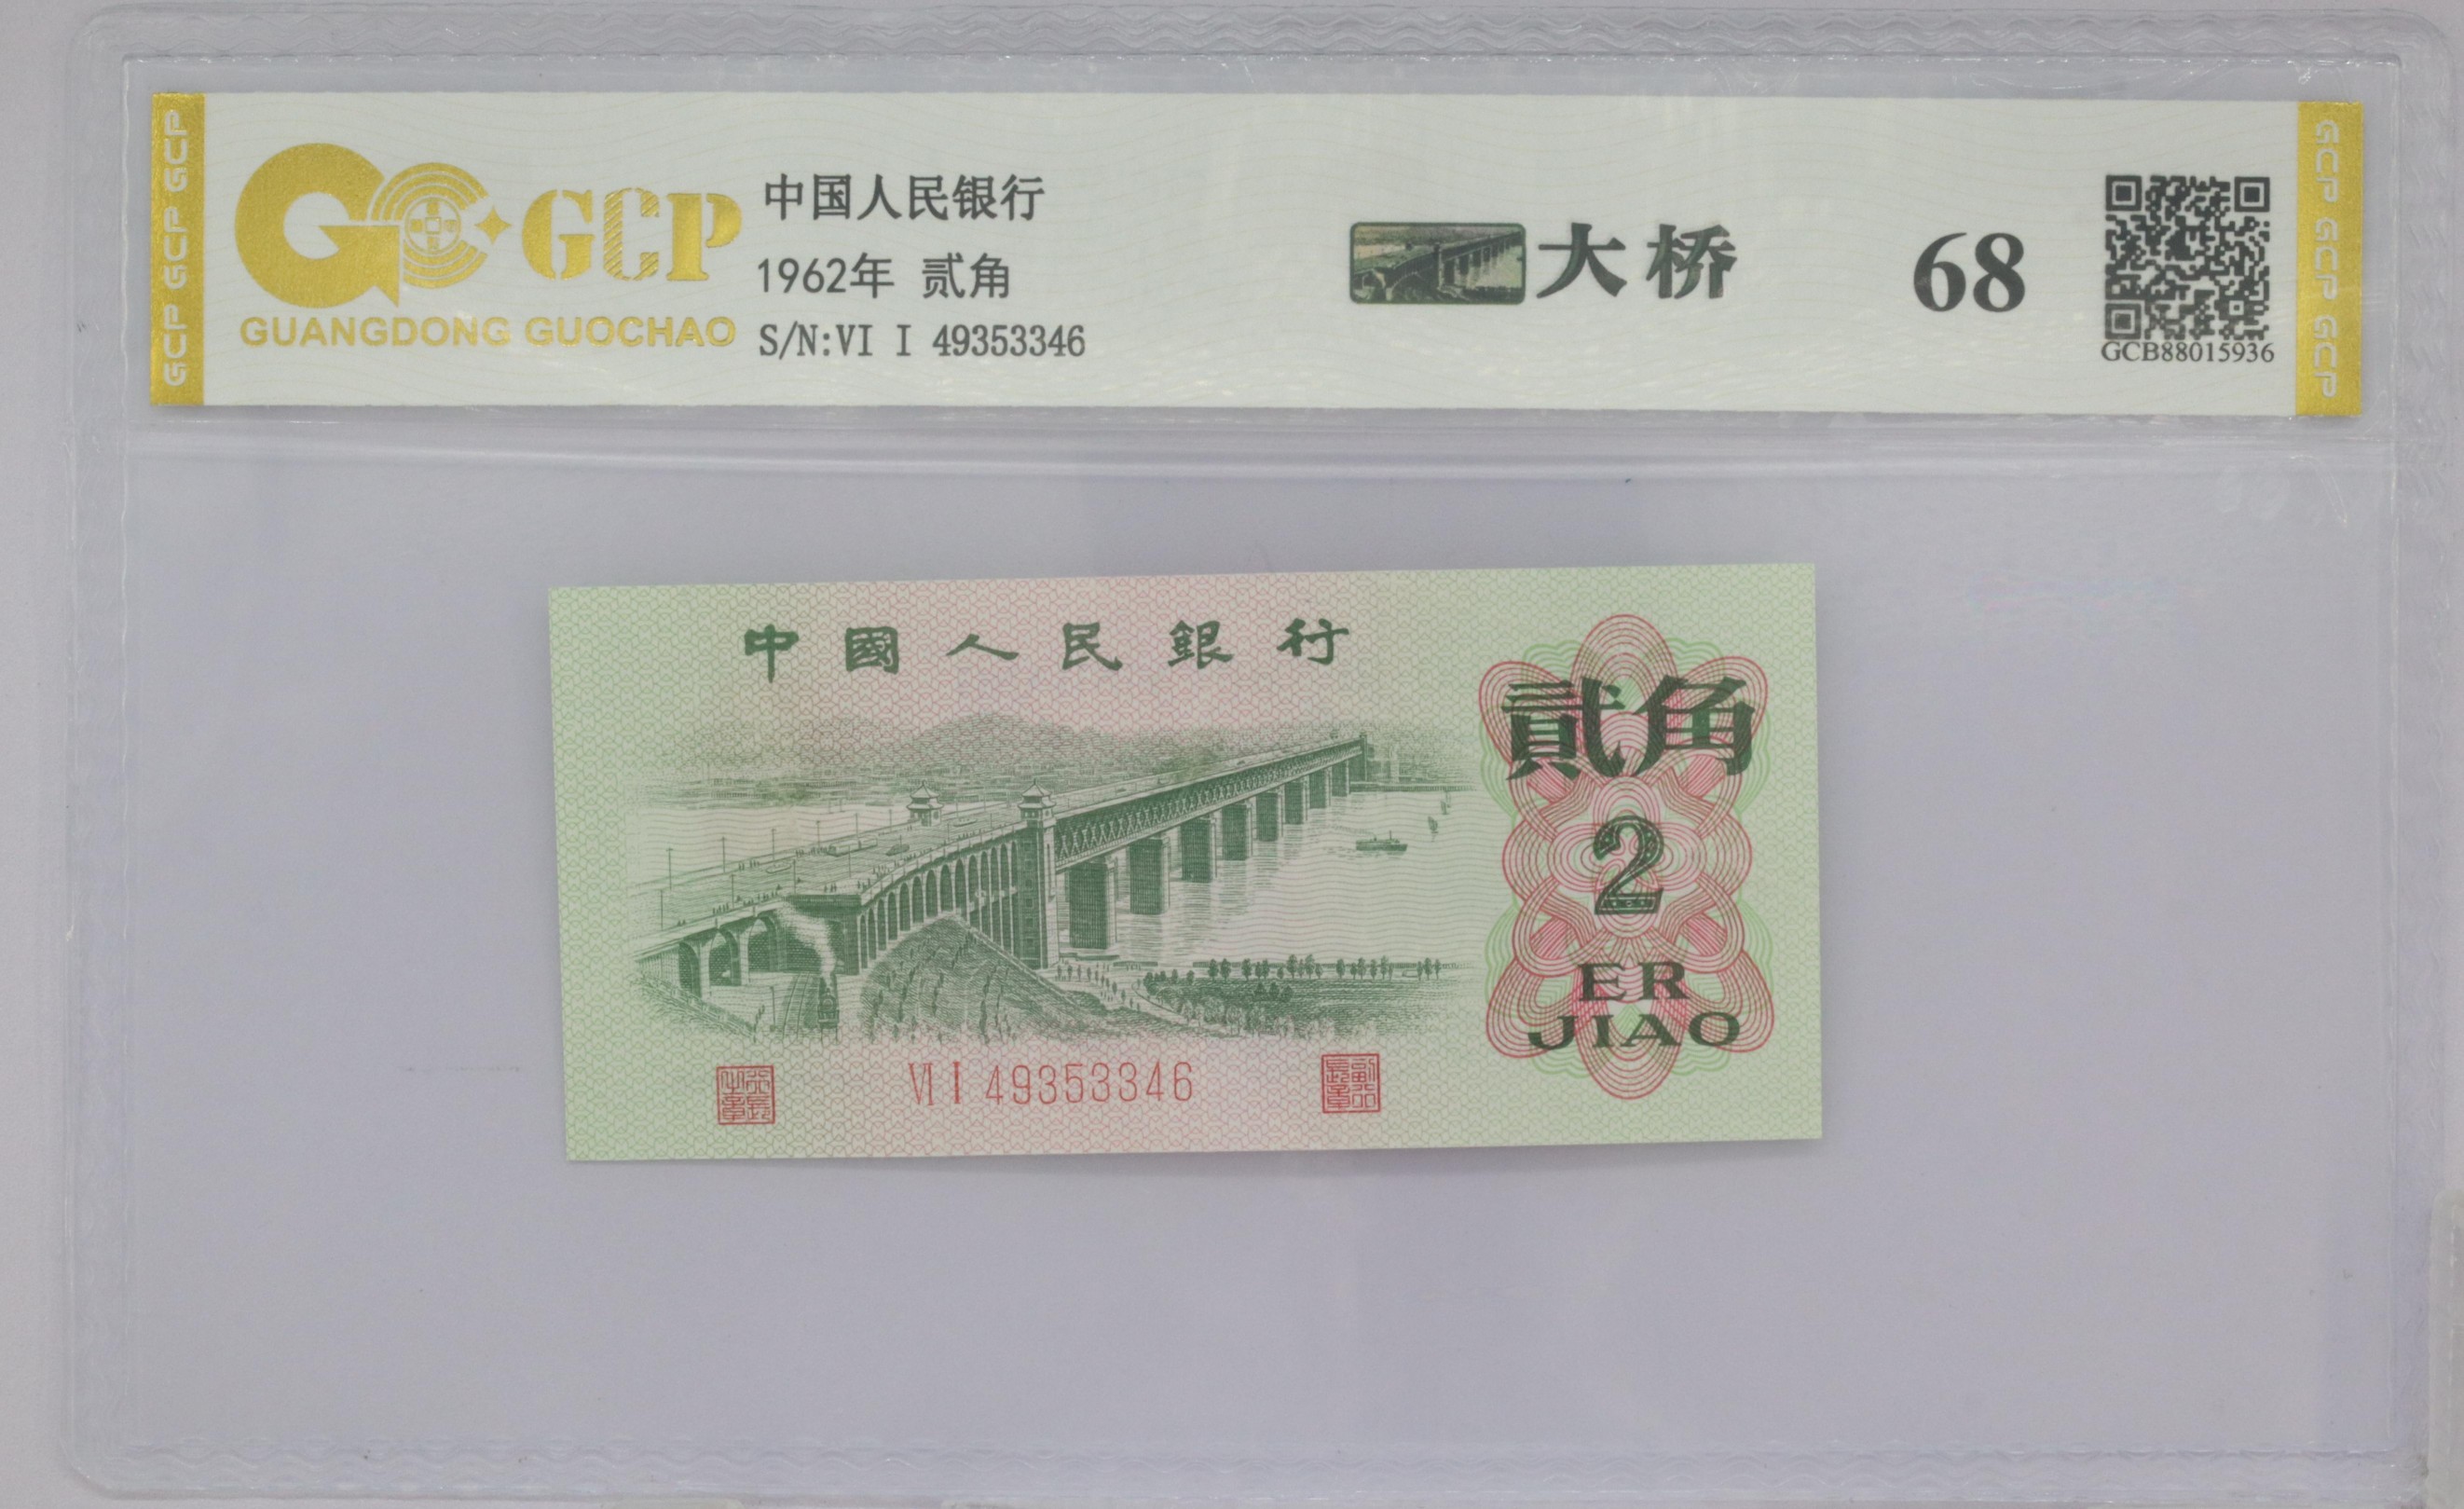 GCP GCP GCP
GCP
GUANGDONG GUOCHAO
中国人民银行
1962年 贰角
S/N:VI I 49353346
大桥
68
GCB88015936
GCP GCP GCP
中國人民銀行
貳角
2
ER
JIAO
VI I 49353346